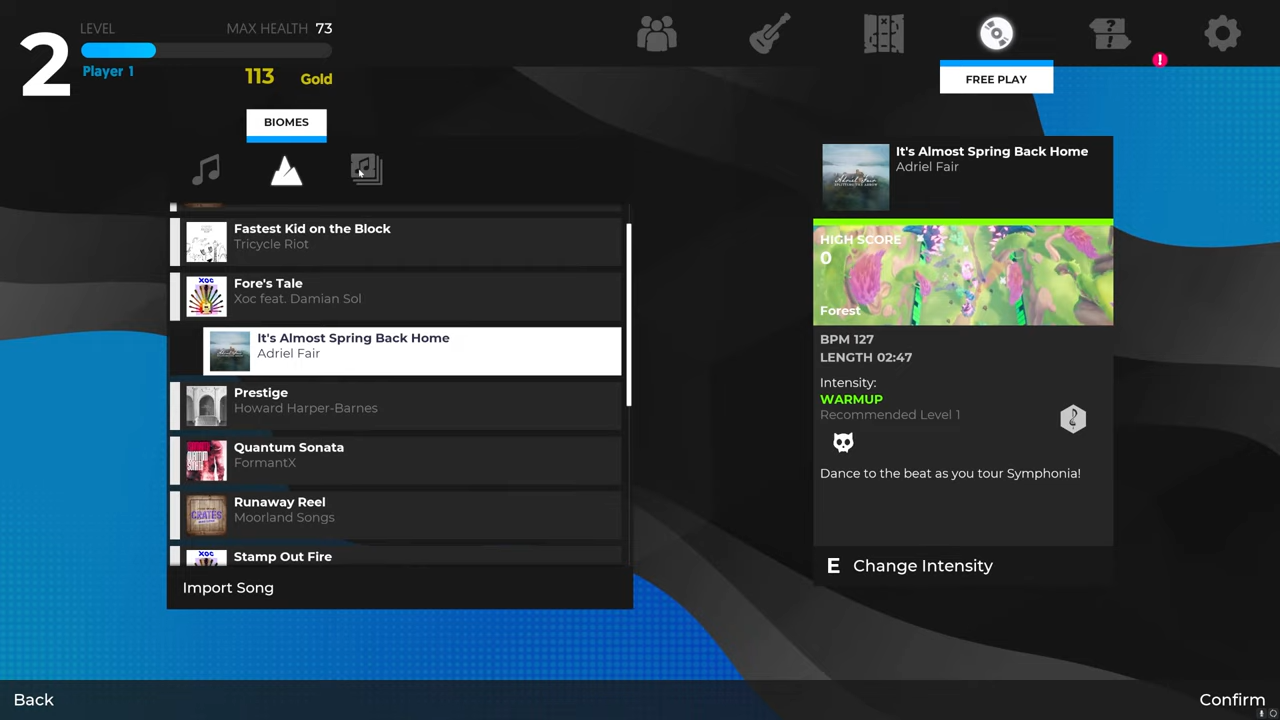 LEVEL
MAX HEALTH 73
2
Player 1
113 Gold
FREE PLAY
BIOMES
Fastest Kid on the Block
Tricycle Riot
XOC
Fore's Tale
Xoc feat. Damian Sol
It's Almost Spring Back Home
Adriel Fair
Prestige
Howard Harper-Barnes
Quantum Sonata
FormantX
CRATES
Runaway Reel
Moorland Songs
XOC
Stamp Out Fire
Import Song
It's Almost Spring Back Home
Adriel Fair
HIGH SCORE
0
Forest
BPM 127
LENGTH 02:47
Intensity:
WARMUP
Recommended Level 1
Dance to the beat as you tour Symphonia!
E Change Intensity
Back
Confirm